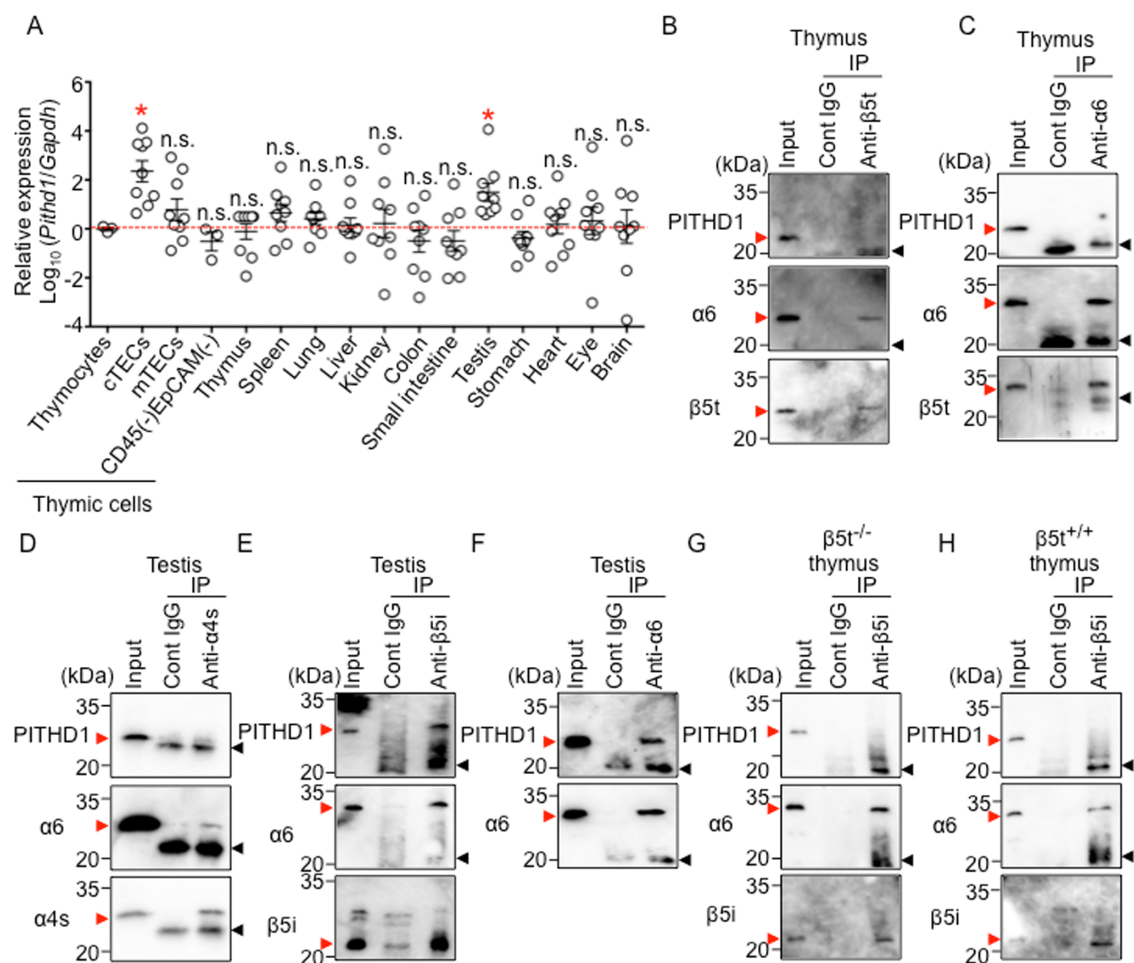 A
Relative expression
Log10 (Pithd1/Gapdh)
6
4
2
0
-2
-4
*
n.s.
n.s.
n.s.
n.s.
n.s.
n.s.
n.s.
n.s.
n.s.
*
n.s.
n.s.
n.s.
n.s.
Thymocytes
cTECs
mTECs
CD45(-)EpCAM(-)
Thymus
Spleen
Lung
Liver
Kidney
Colon
Small intestine
Testis
Stomach
Heart
Eye
Brain
Thymic cells
B
Thymus
IP
Input
Cont IgG
Anti-β5t
(kDa)
35
PITHD1
20
35
α6
20
35
β5t
20
C
Thymus
IP
Input
Cont IgG
Anti-α6
(kDa)
35
PITHD1
20
35
α6
20
35
β5t
20
D
Testis
IP
Input
Cont IgG
Anti-α4s
(kDa)
35
PITHD1
20
35
α6
20
35
α4s
20
E
Testis
IP
Input
Cont IgG
Anti-β5i
(kDa)
35
PITHD1
20
35
α6
20
35
β5i
20
F
Testis
IP
Input
Cont IgG
Anti-α6
(kDa)
35
PITHD1
20
35
α6
20
G
β5t-/-
thymus
IP
Input
Cont IgG
Anti-β5i
(kDa)
35
PITHD1
20
35
α6
20
35
β5i
20
H
β5t+/+
thymus
IP
Input
Cont IgG
Anti-β5i
(kDa)
35
PITHD1
20
35
α6
20
35
β5i
20